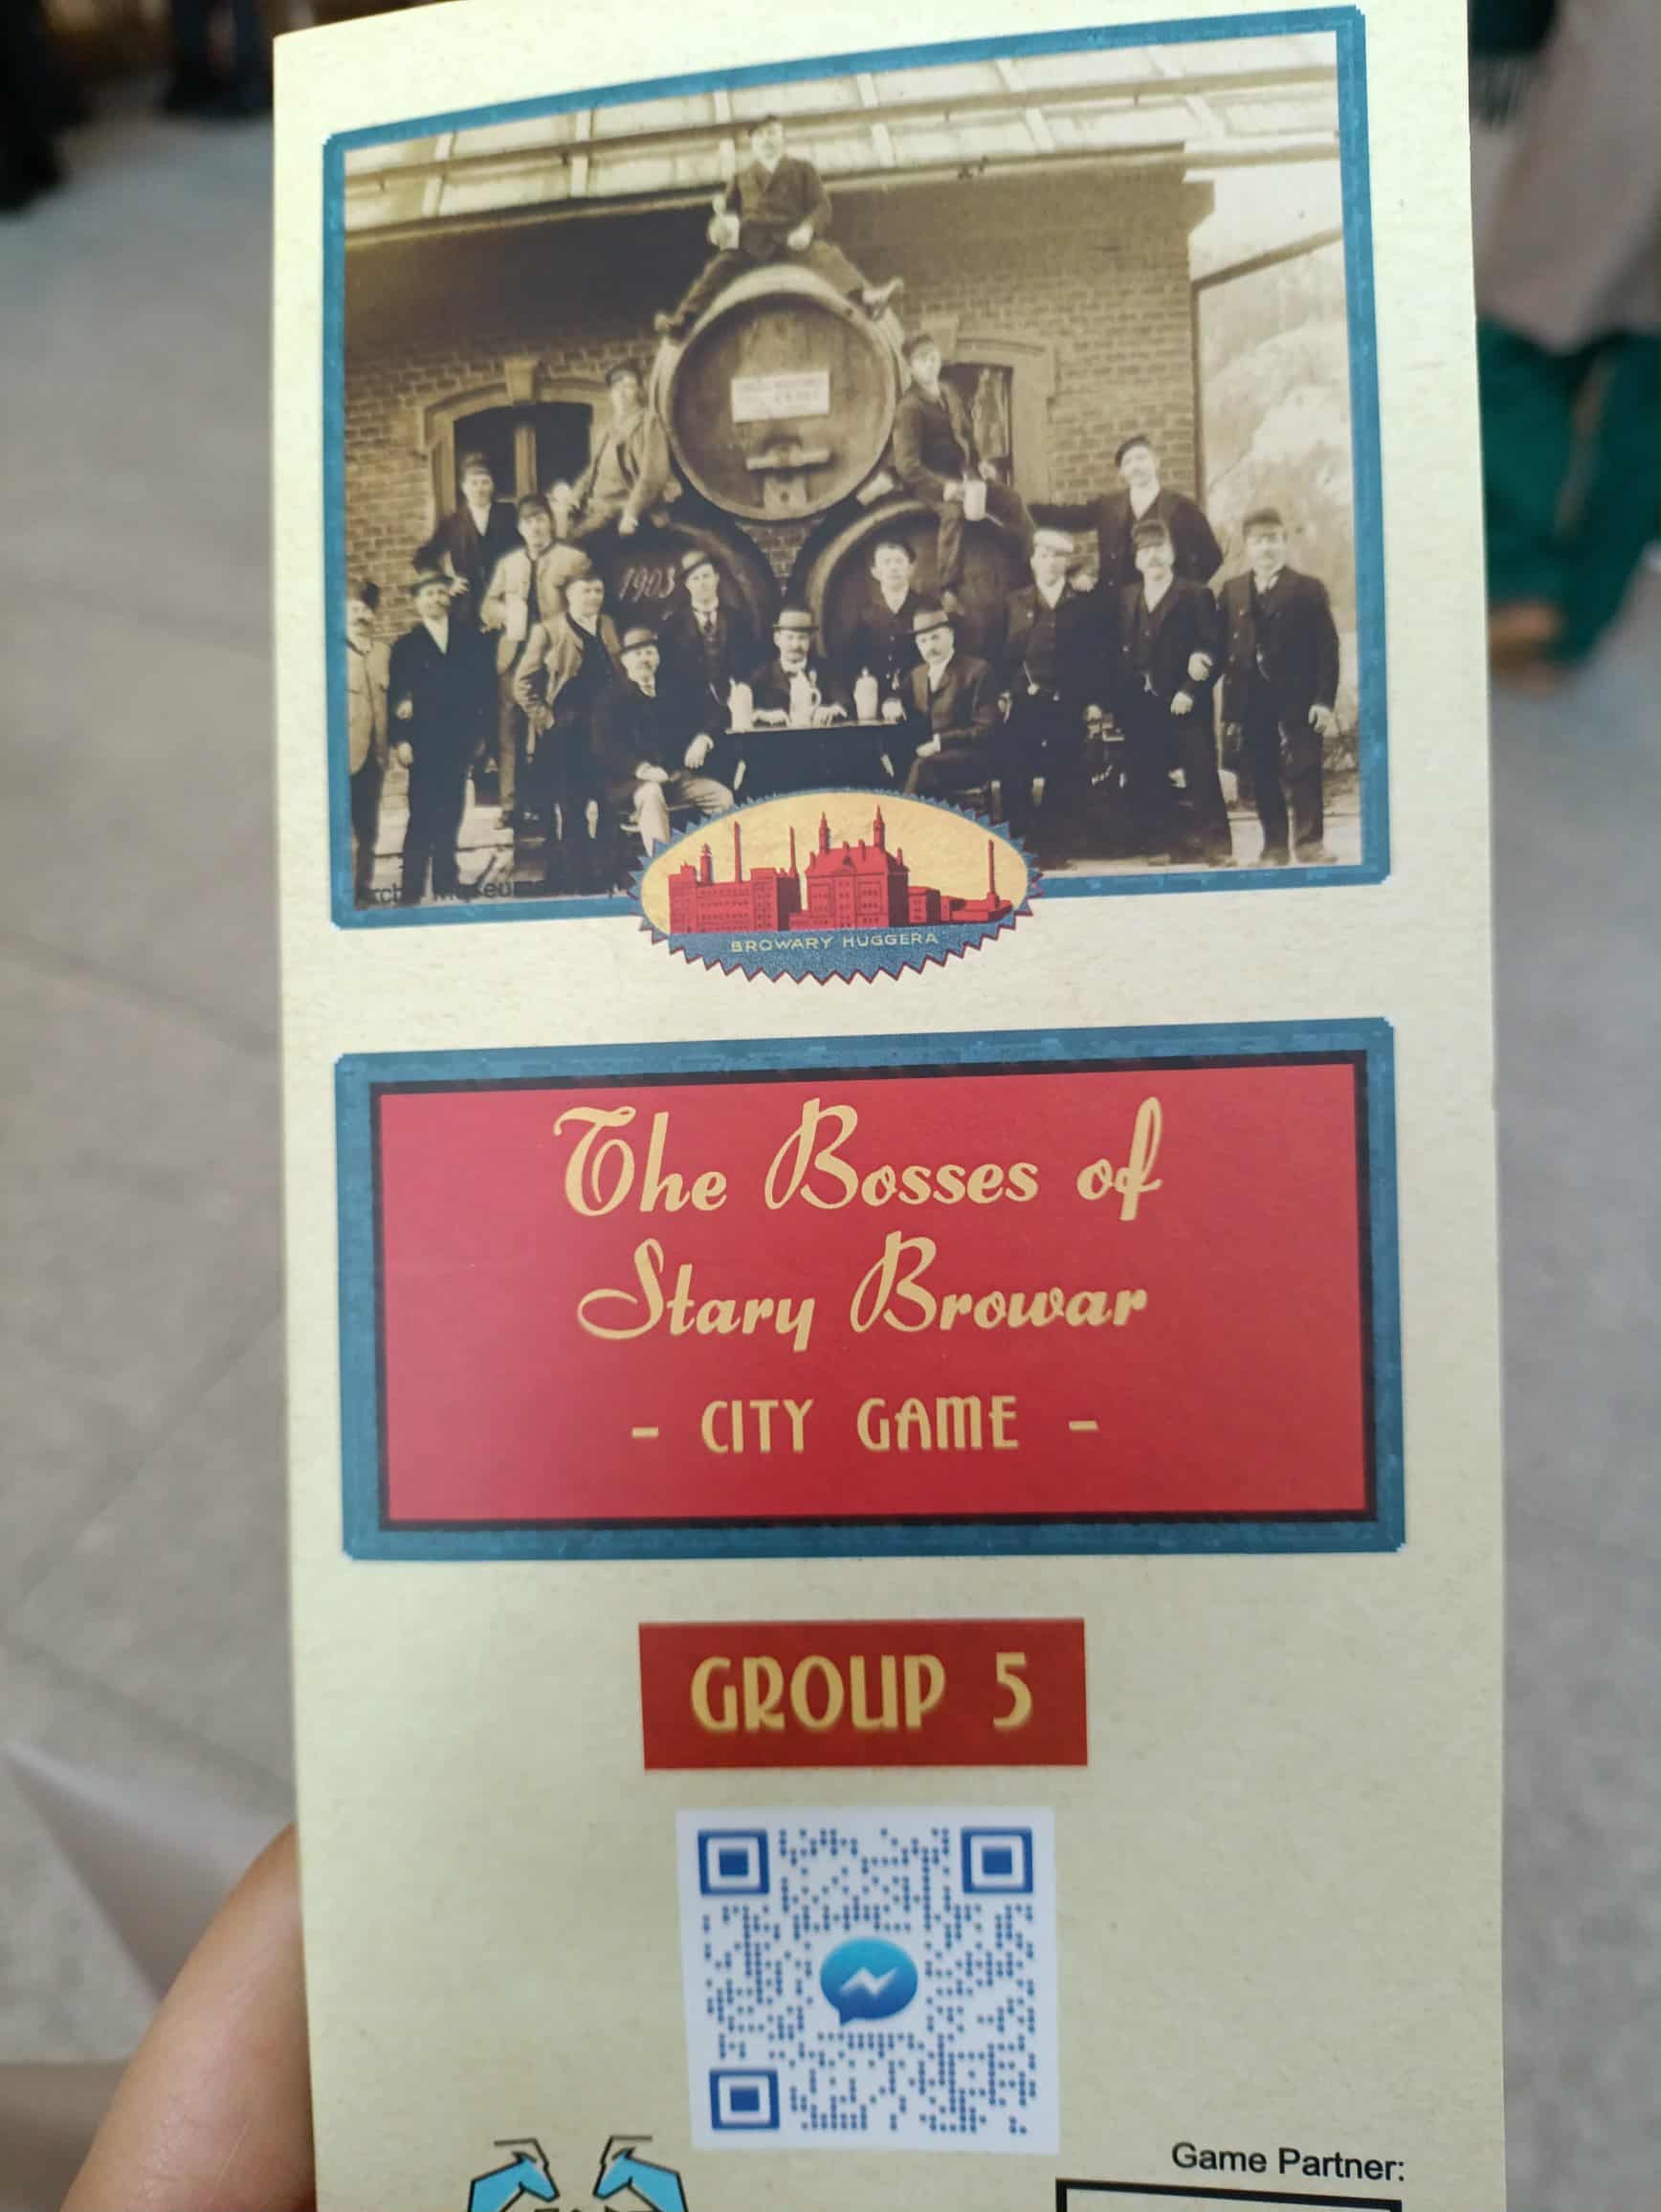 1903
BROWARY HUGGERA
The Bosses of
Stary Browar
- CITY GAME -
GROUP 5
Game Partner: